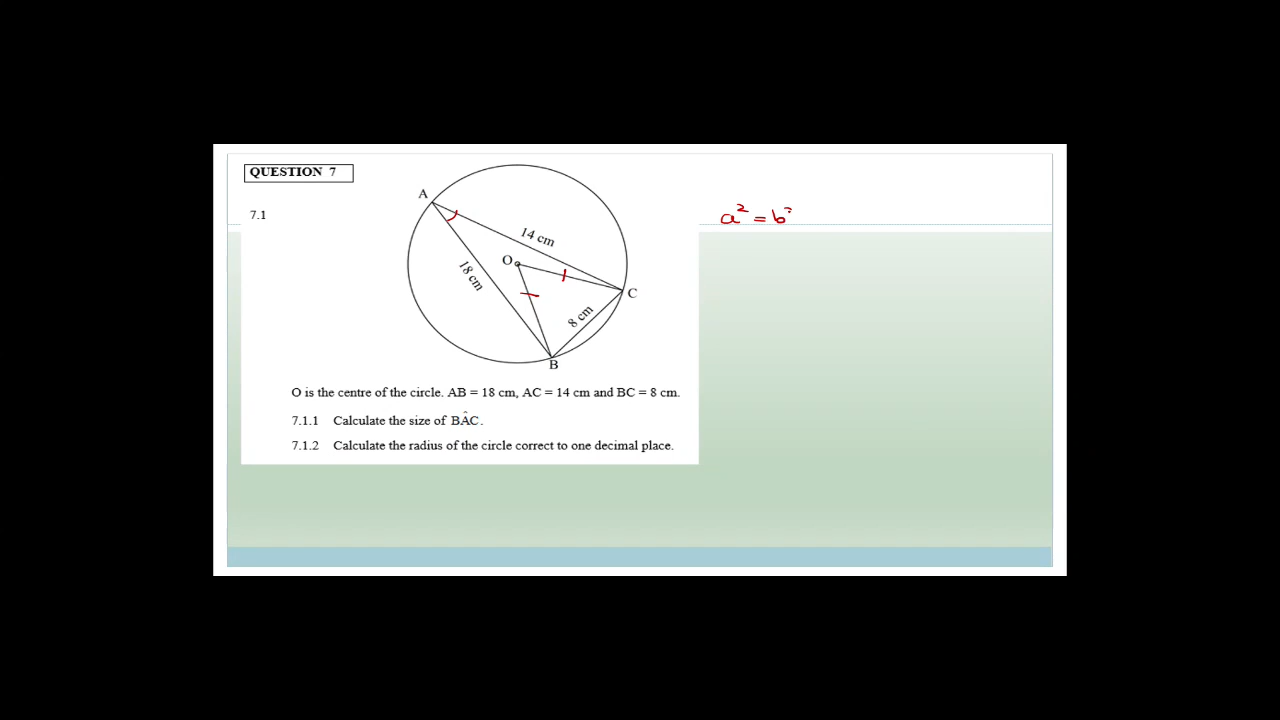 QUESTION 7
7.1
A
14 cm
O
18 cm
C
8 cm
B
a² = b²
O is the centre of the circle. AB = 18 cm, AC = 14 cm and BC = 8 cm.
7.1.1 Calculate the size of BÂC.
7.1.2 Calculate the radius of the circle correct to one decimal place.